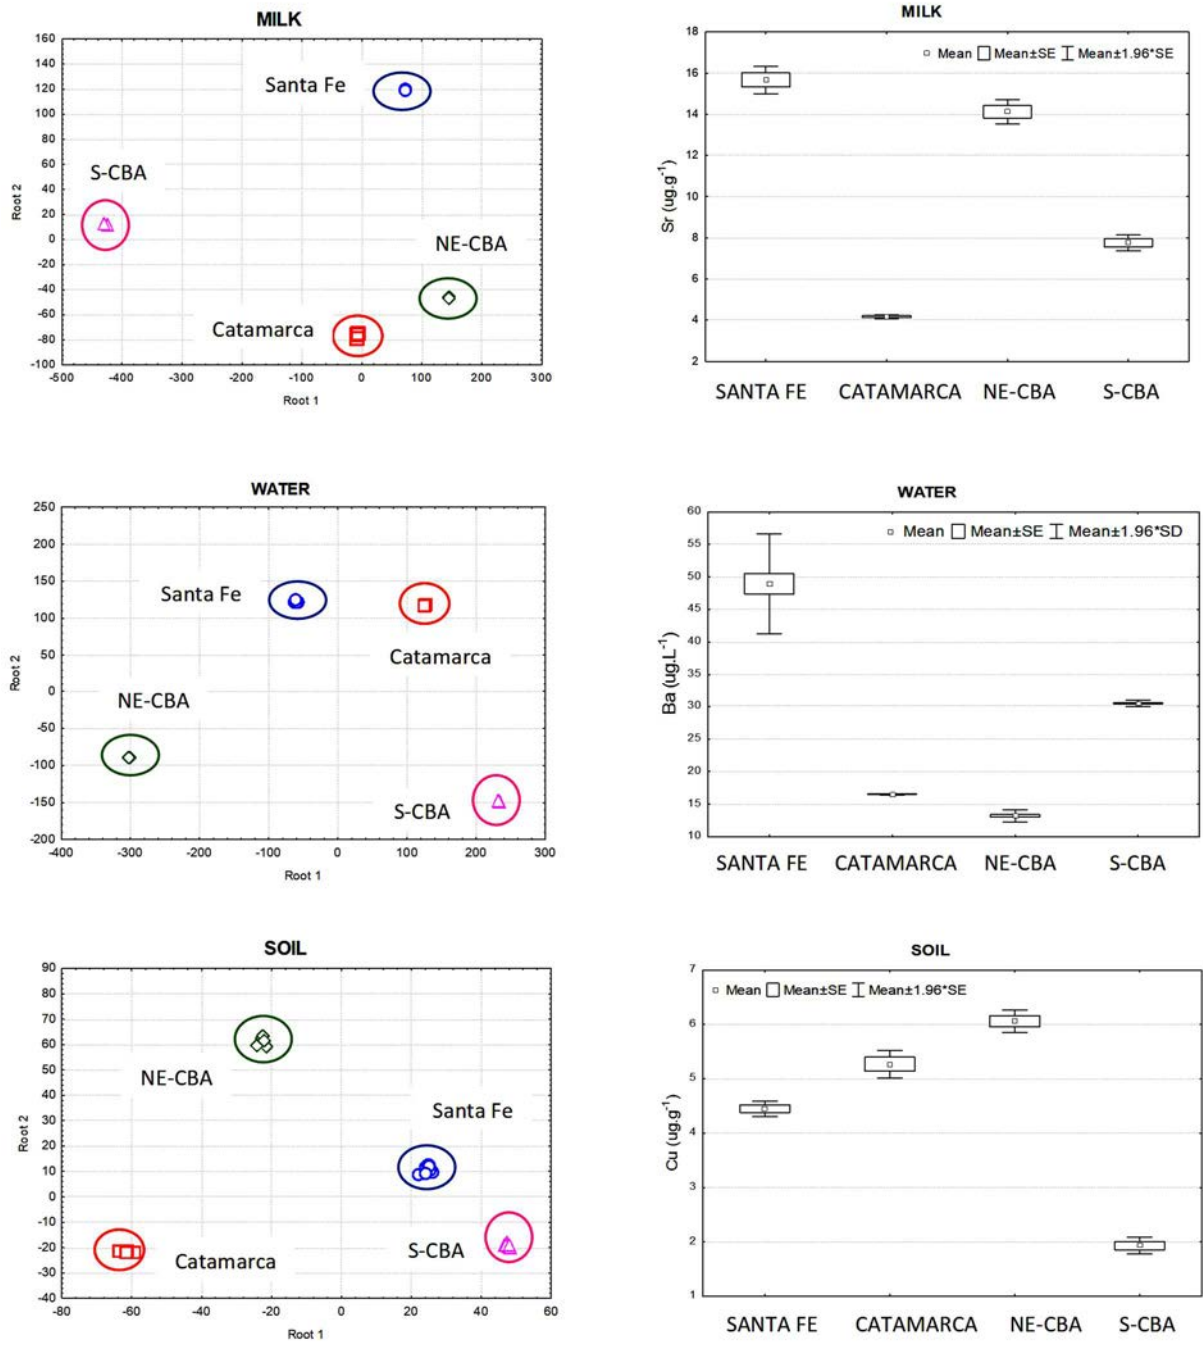 MILK
160
140
120
100
80
60
40
20
0
-20
-40
-60
-80
-100
Root 2
Santa Fe
S-CBA
NE-CBA
Catamarca
-500 -400 -300 -200 -100 0 100 200 300
Root 1
MILK
18
16
14
12
10
8
6
4
2
Sr (ug.g⁻¹)
Mean Mean±SE Mean±1.96*SE
SANTA FE CATAMARCA NE-CBA S-CBA
WATER
250
200
150
100
50
0
-50
-100
-150
-200
Root 2
Santa Fe
Catamarca
NE-CBA
S-CBA
-400 -300 -200 -100 0 100 200 300
Root 1
WATER
60
55
50
45
40
35
30
25
20
15
10
Ba (ug.L⁻¹)
Mean Mean±SE Mean±1.96*SD
SANTA FE CATAMARCA NE-CBA S-CBA
SOIL
90
80
70
60
50
40
30
20
10
0
-10
-20
-30
-40
Root 2
NE-CBA
Santa Fe
S-CBA
Catamarca
-80 -60 -40 -20 0 20 40 60
Root 1
SOIL
7
6
5
4
3
2
1
Cu (ug.g⁻¹)
Mean Mean±SE Mean±1.96*SE
SANTA FE CATAMARCA NE-CBA S-CBA